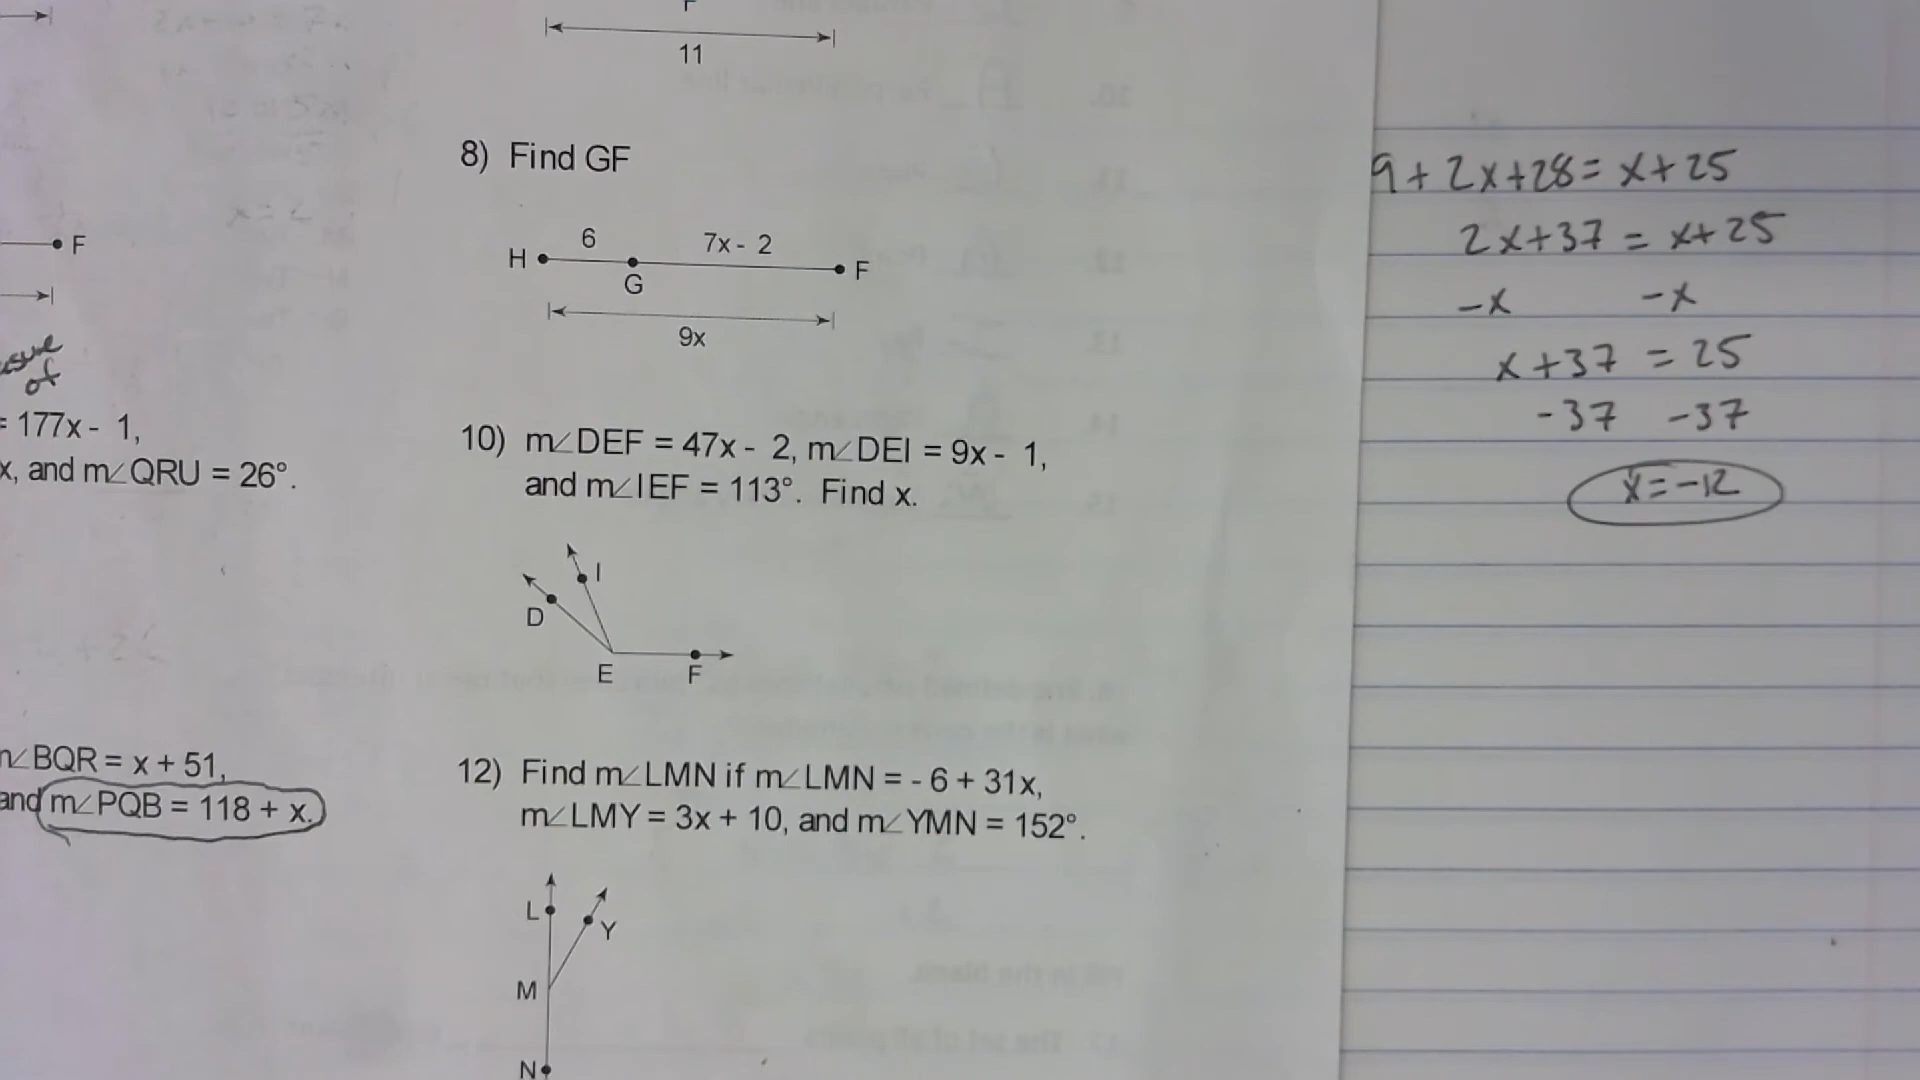 11
8) Find GF
6
7x - 2
H
G
F
9x
F
of
= 177x - 1,
x, and m∠QRU = 26°.
10) m∠DEF = 47x - 2, m∠DEI = 9x - 1,
and m∠IEF = 113°. Find x.
I
D
E
F
m∠BQR = x + 51,
and m∠PQB = 118 + x.
12) Find m∠LMN if m∠LMN = - 6 + 31x,
m∠LMY = 3x + 10, and m∠YMN = 152°.
L
Y
M
N
9 + 2x + 28 = x + 25
2x + 37 = x + 25
-x -x
x + 37 = 25
-37 -37
x = -12